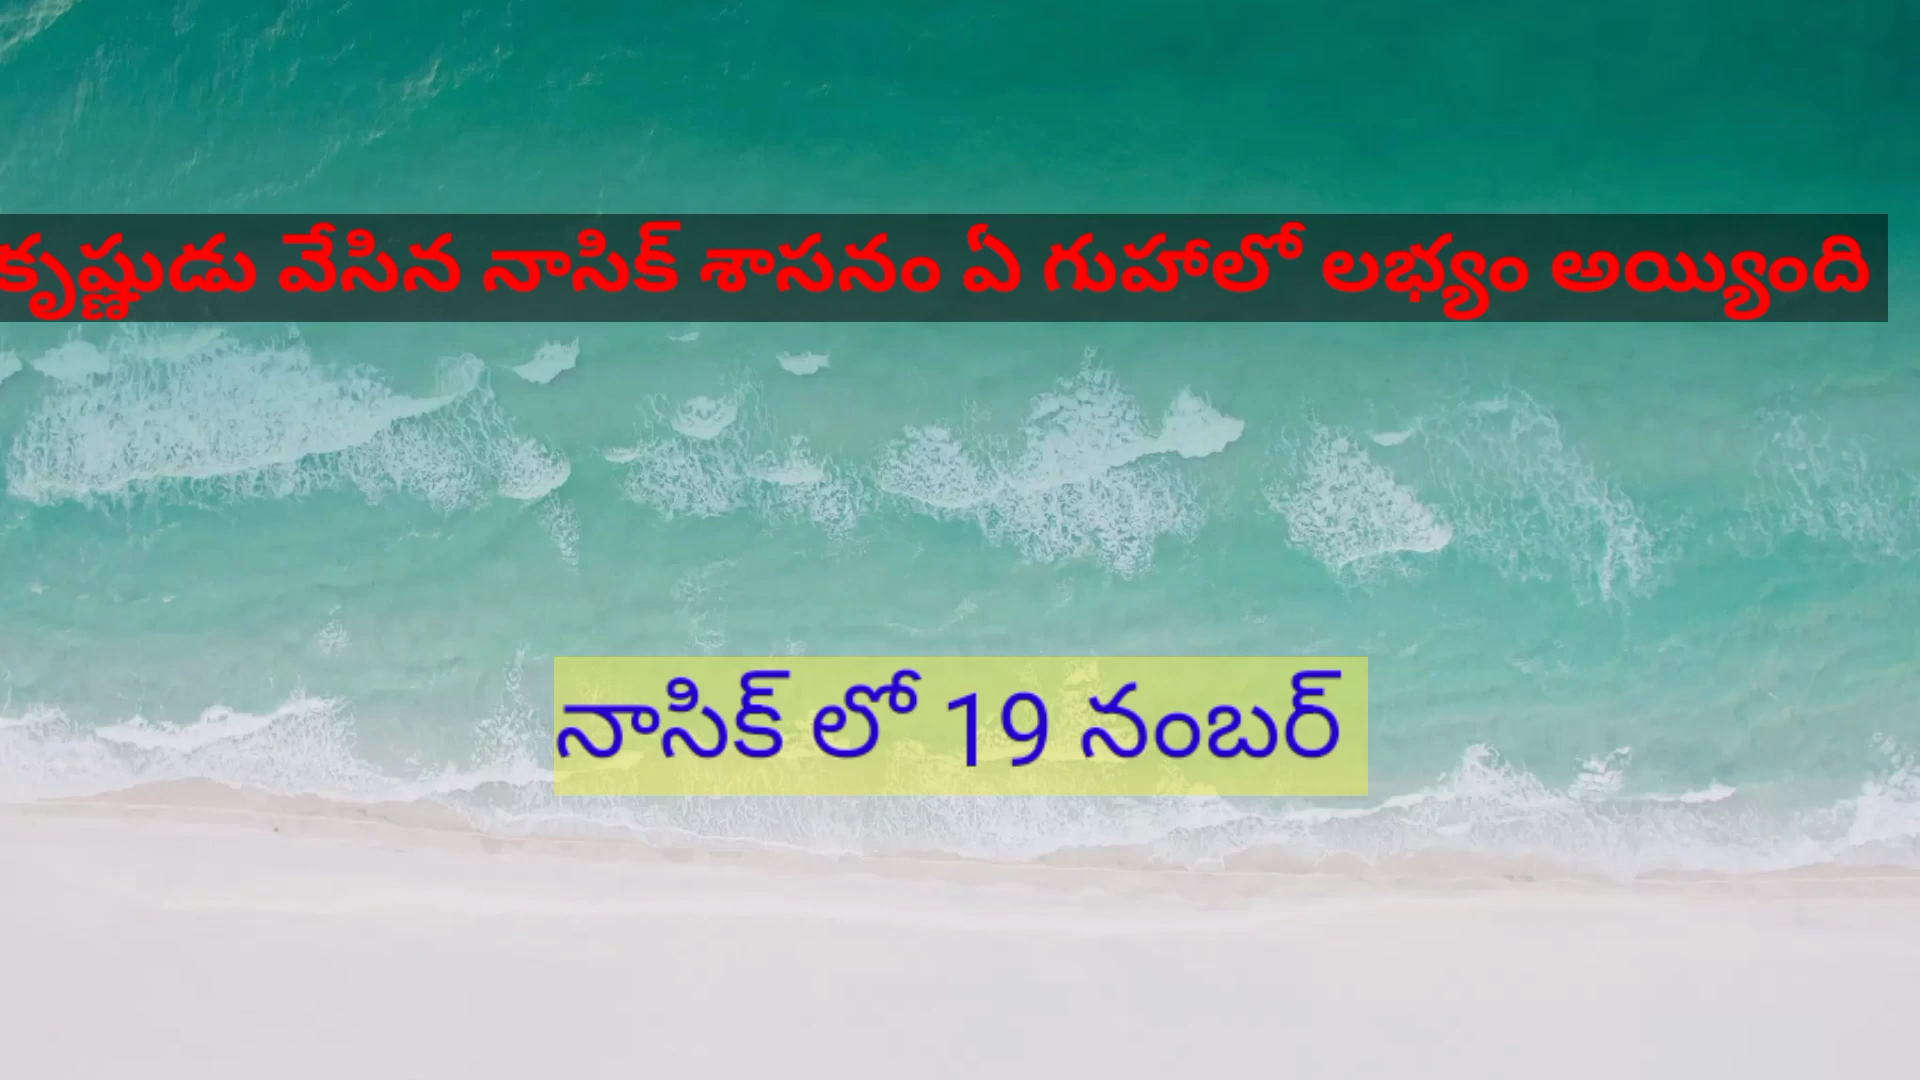 కృష్ణుడు వేసిన నాసిక్ శాసనం ఏ గుహాలో లభ్యం అయ్యింది
నాసిక్ లో 19 నంబర్